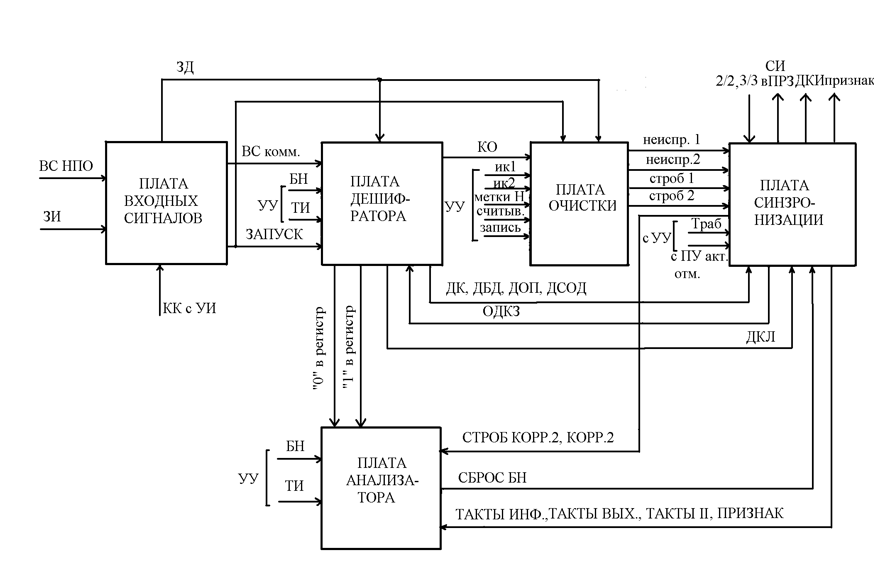 СИ
2/2,3/3 вПРЗ ДКИ признак
ЗД
ВС НПО
ЗИ
ПЛАТА
ВХОДНЫХ
СИГНАЛОВ
КК с УИ
ВС комм.
УУ
БН
ТИ
ЗАПУСК
ПЛАТА
ДЕШИФ-
РАТОРА
КО
УУ
ик1
ик2
метки Н
считыв.
запись
ПЛАТА
ОЧИСТКИ
неиспр. 1
неиспр.2
строб 1
строб 2
с УУ
Tраб
с ПУ акт.
отм.
ПЛАТА
СИНЗРО-
НИЗАЦИИ
ДК, ДБД, ДОП, ДСОД
ОДКЗ
ДКЛ
"0" в регистр
"1" в регистр
УУ
БН
ТИ
ПЛАТА
АНАЛИЗА-
ТОРА
СТРОБ КОРР.2, КОРР.2
СБРОС БН
ТАКТЫ ИНФ.,ТАКТЫ ВЫХ., ТАКТЫ II, ПРИЗНАК